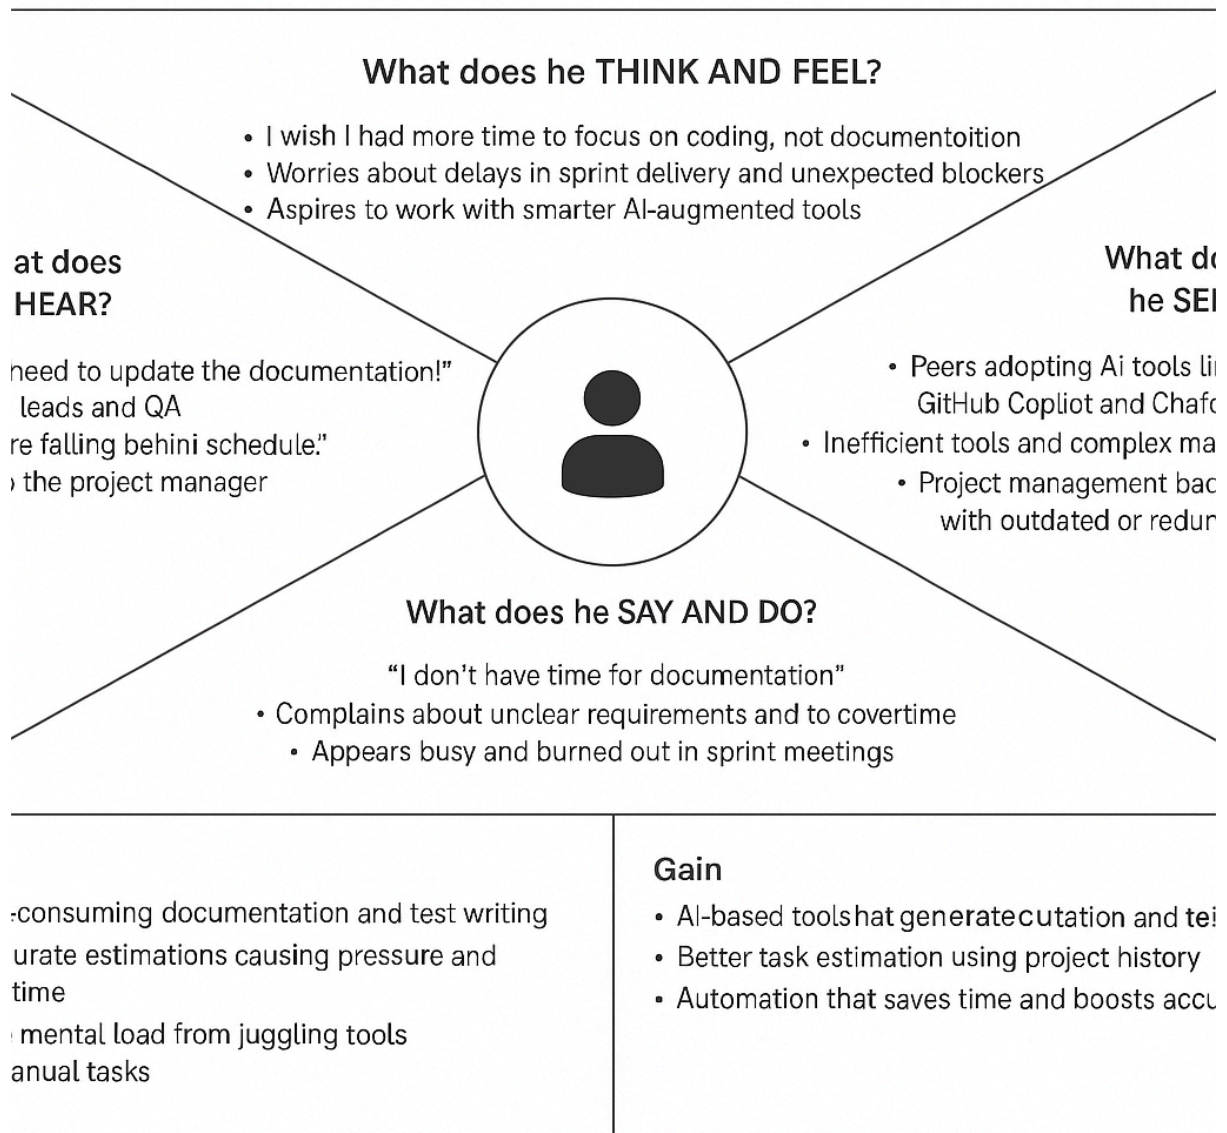 What does he THINK AND FEEL?
• I wish I had more time to focus on coding, not documentoition
• Worries about delays in sprint delivery and unexpected blockers
• Aspires to work with smarter AI-augmented tools
at does
HEAR?
need to update the documentation!”
leads and QA
re falling behini schedule.”
the project manager
What do
he SE
• Peers adopting Ai tools li
GitHub Copliot and Chafc
• Inefficient tools and complex ma
• Project management bac
with outdated or redun
What does he SAY AND DO?
“I don’t have time for documentation”
• Complains about unclear requirements and to covertime
• Appears busy and burned out in sprint meetings
-consuming documentation and test writing
urate estimations causing pressure and
time
mental load from juggling tools
anual tasks
Gain
• AI-based tools hat generatecutation and te
• Better task estimation using project history
• Automation that saves time and boosts accu